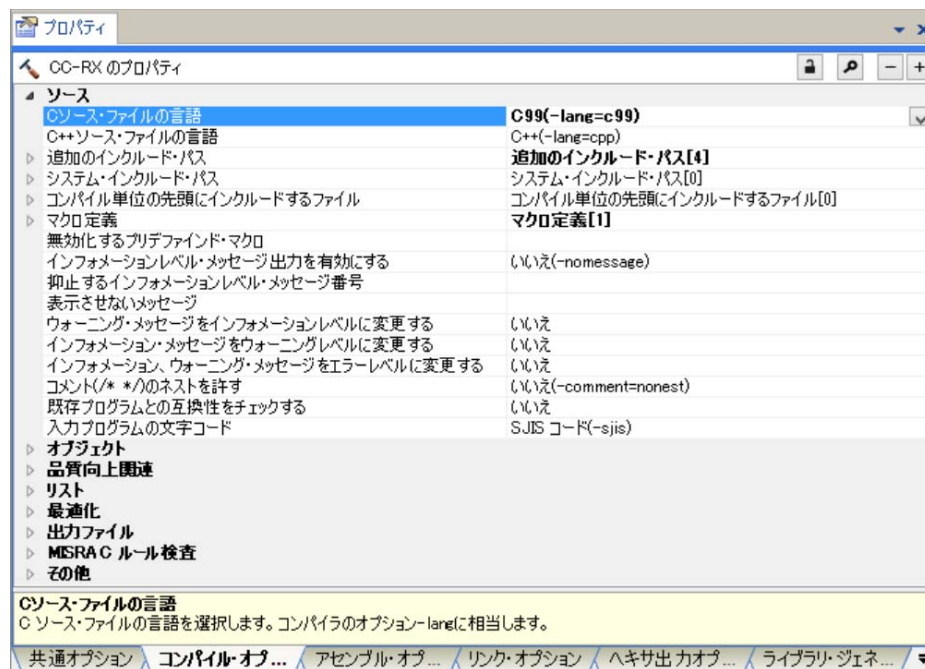 プロパティ
CC-RX のプロパティ
ソース
Cソース・ファイルの言語 C99(-lang=c99)
C++ソース・ファイルの言語 C++(-lang=cpp)
追加のインクルード・パス 追加のインクルード・パス[4]
システム・インクルード・パス システム・インクルード・パス[0]
コンパイル単位の先頭にインクルードするファイル コンパイル単位の先頭にインクルードするファイル[0]
マクロ定義 マクロ定義[1]
無効化するプリデファインド・マクロ
インフォメーションレベル・メッセージ出力を有効にする いいえ(-nomessage)
抑止するインフォメーションレベル・メッセージ番号
表示させないメッセージ
ウォーニング・メッセージをインフォメーションレベルに変更する いいえ
インフォメーション・メッセージをウォーニングレベルに変更する いいえ
インフォメーション、ウォーニング・メッセージをエラーレベルに変更する いいえ
コメント(/* */)のネストを許す いいえ(-comment=nonest)
既存プログラムとの互換性をチェックする いいえ
入力プログラムの文字コード SJIS コード(-sjis)
オブジェクト
品質向上関連
リスト
最適化
出力ファイル
MISRA C ルール検査
その他
Cソース・ファイルの言語
C ソース・ファイルの言語を選択します。コンパイラのオプション-langに相当します。
共通オプション コンパイル・オプ... アセンブル・オプ... リンク・オプション ヘキサ出力オプ... ライブラリ・ジェネ...